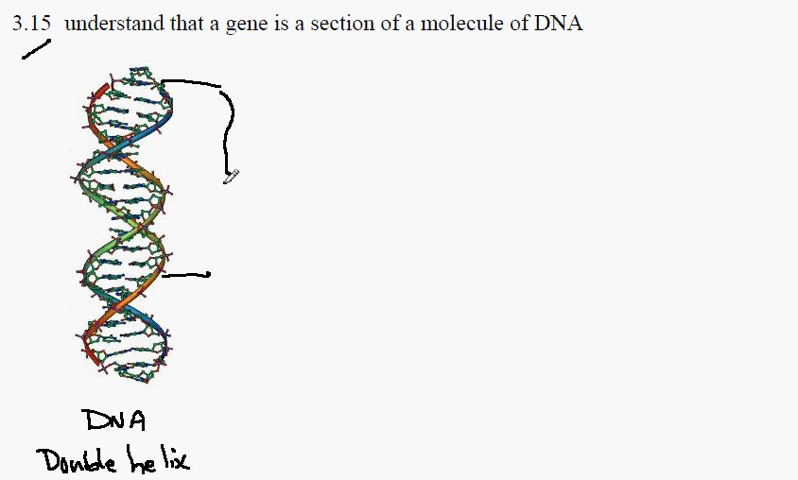 3.15 understand that a gene is a section of a molecule of DNA
DNA
Double helix